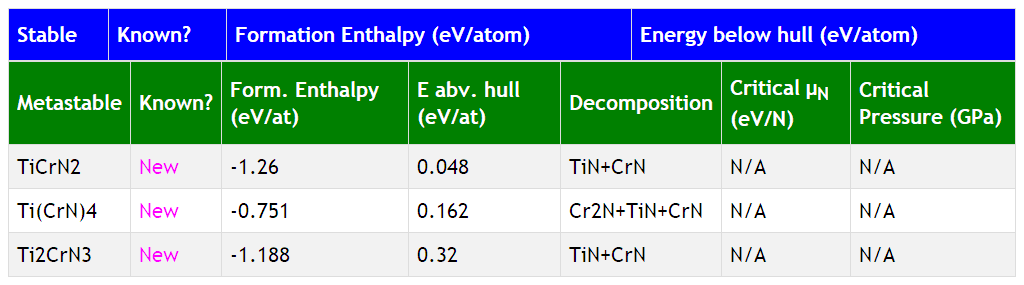 Stable Known? Formation Enthalpy (eV/atom) Energy below hull (eV/atom)
Metastable Known? Form. Enthalpy (eV/at) E abv. hull (eV/at) Decomposition Critical μN (eV/N) Critical Pressure (GPa)
TiCrN2 New -1.26 0.048 TiN+CrN N/A N/A
Ti(CrN)4 New -0.751 0.162 Cr2N+TiN+CrN N/A N/A
Ti2CrN3 New -1.188 0.32 TiN+CrN N/A N/A